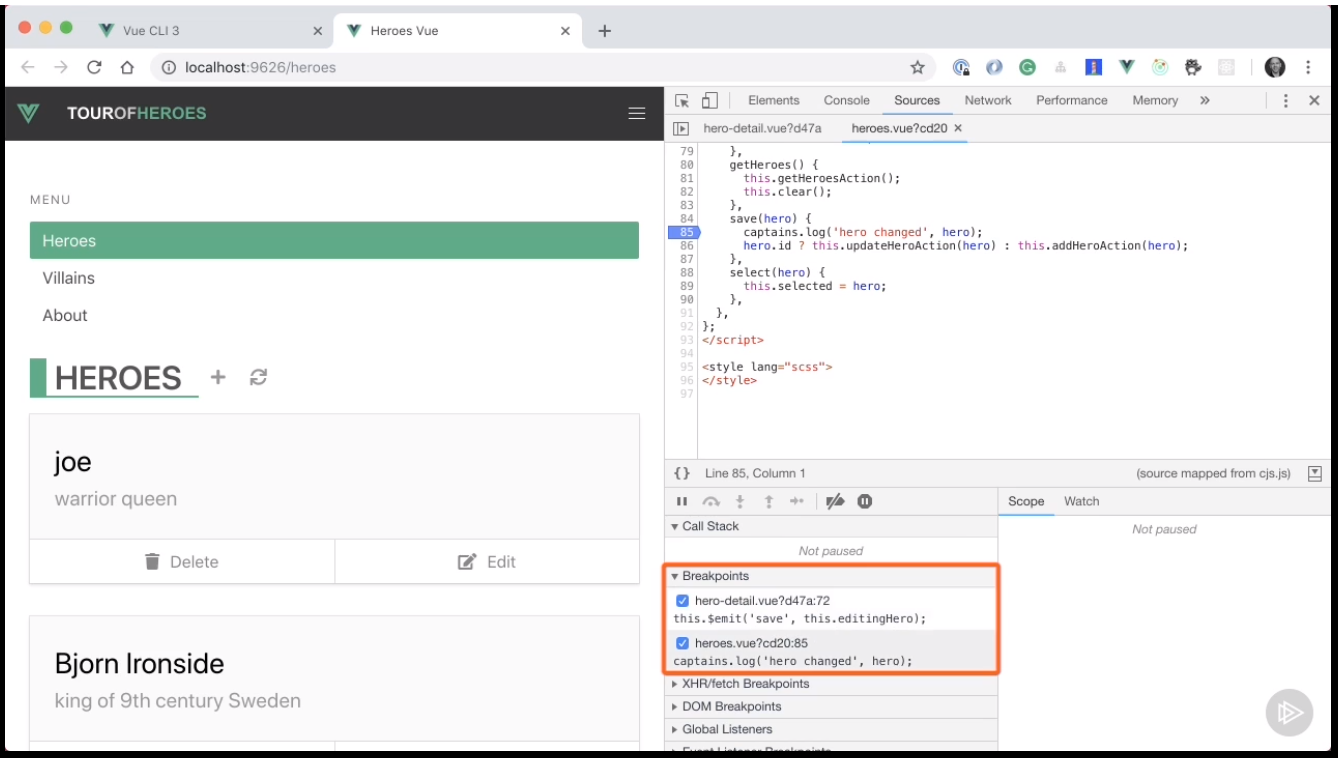 Vue CLI 3
Heroes Vue
localhost:9626/heroes
TOUROFHEROES
MENU
Heroes
Villains
About
HEROES
joe
warrior queen
Delete
Edit
Bjorn Ironside
king of 9th century Sweden
Elements Console Sources Network Performance Memory
hero-detail.vue?d47a heroes.vue?cd20
79 },
80 getHeroes() {
81 this.getHeroesAction();
82 this.clear();
83 },
84 save(hero) {
85 captains.log('hero changed', hero);
86 hero.id ? this.updateHeroAction(hero) : this.addHeroAction(hero);
87 },
88 select(hero) {
89 this.selected = hero;
90 },
91 },
92 };
93 </script>
94
95 <style lang="scss">
96 </style>
97
{} Line 85, Column 1 (source mapped from cjs.js)
Scope Watch
Call Stack
Not paused
Not paused
Breakpoints
hero-detail.vue?d47a:72
this.$emit('save', this.editingHero);
heroes.vue?cd20:85
captains.log('hero changed', hero);
XHR/fetch Breakpoints
DOM Breakpoints
Global Listeners
Event Listener Breakpoints